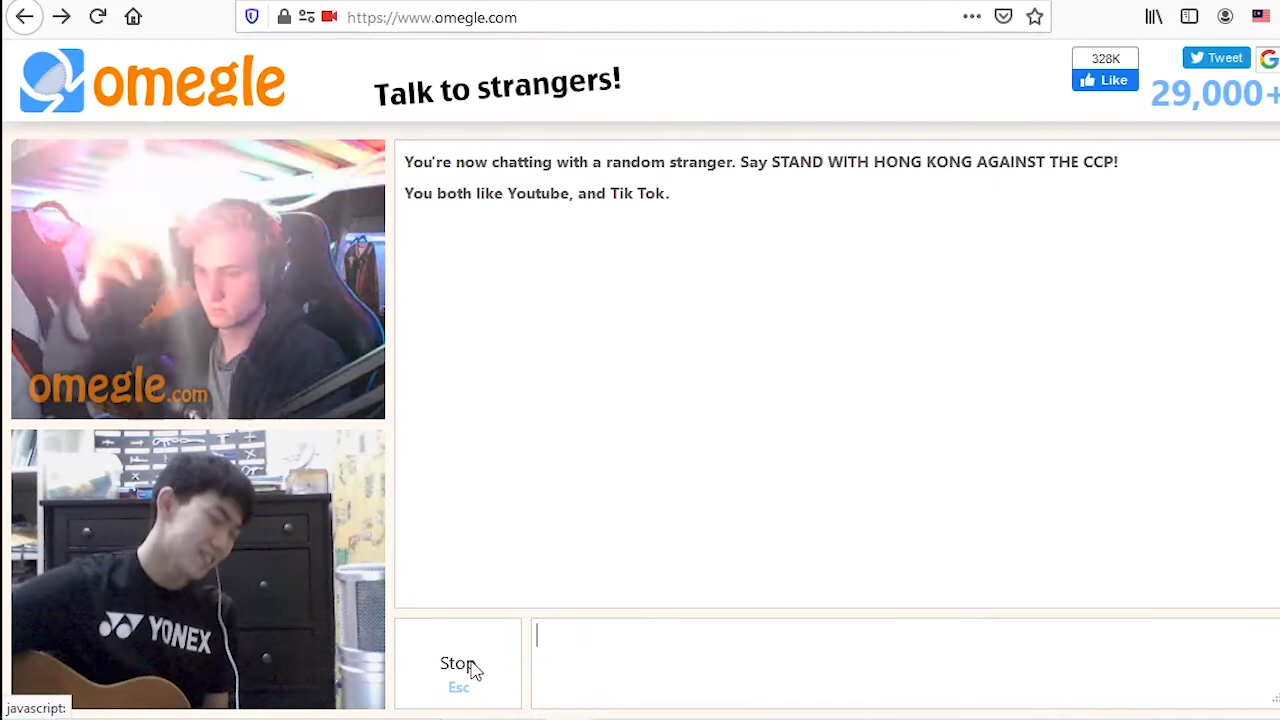 https://www.omegle.com
omegle
Talk to strangers!
328K
Like
Tweet
29,000+
You're now chatting with a random stranger. Say STAND WITH HONG KONG AGAINST THE CCP!
You both like Youtube, and Tik Tok.
omegle.com
YONEX
Stop
Esc
javascript: